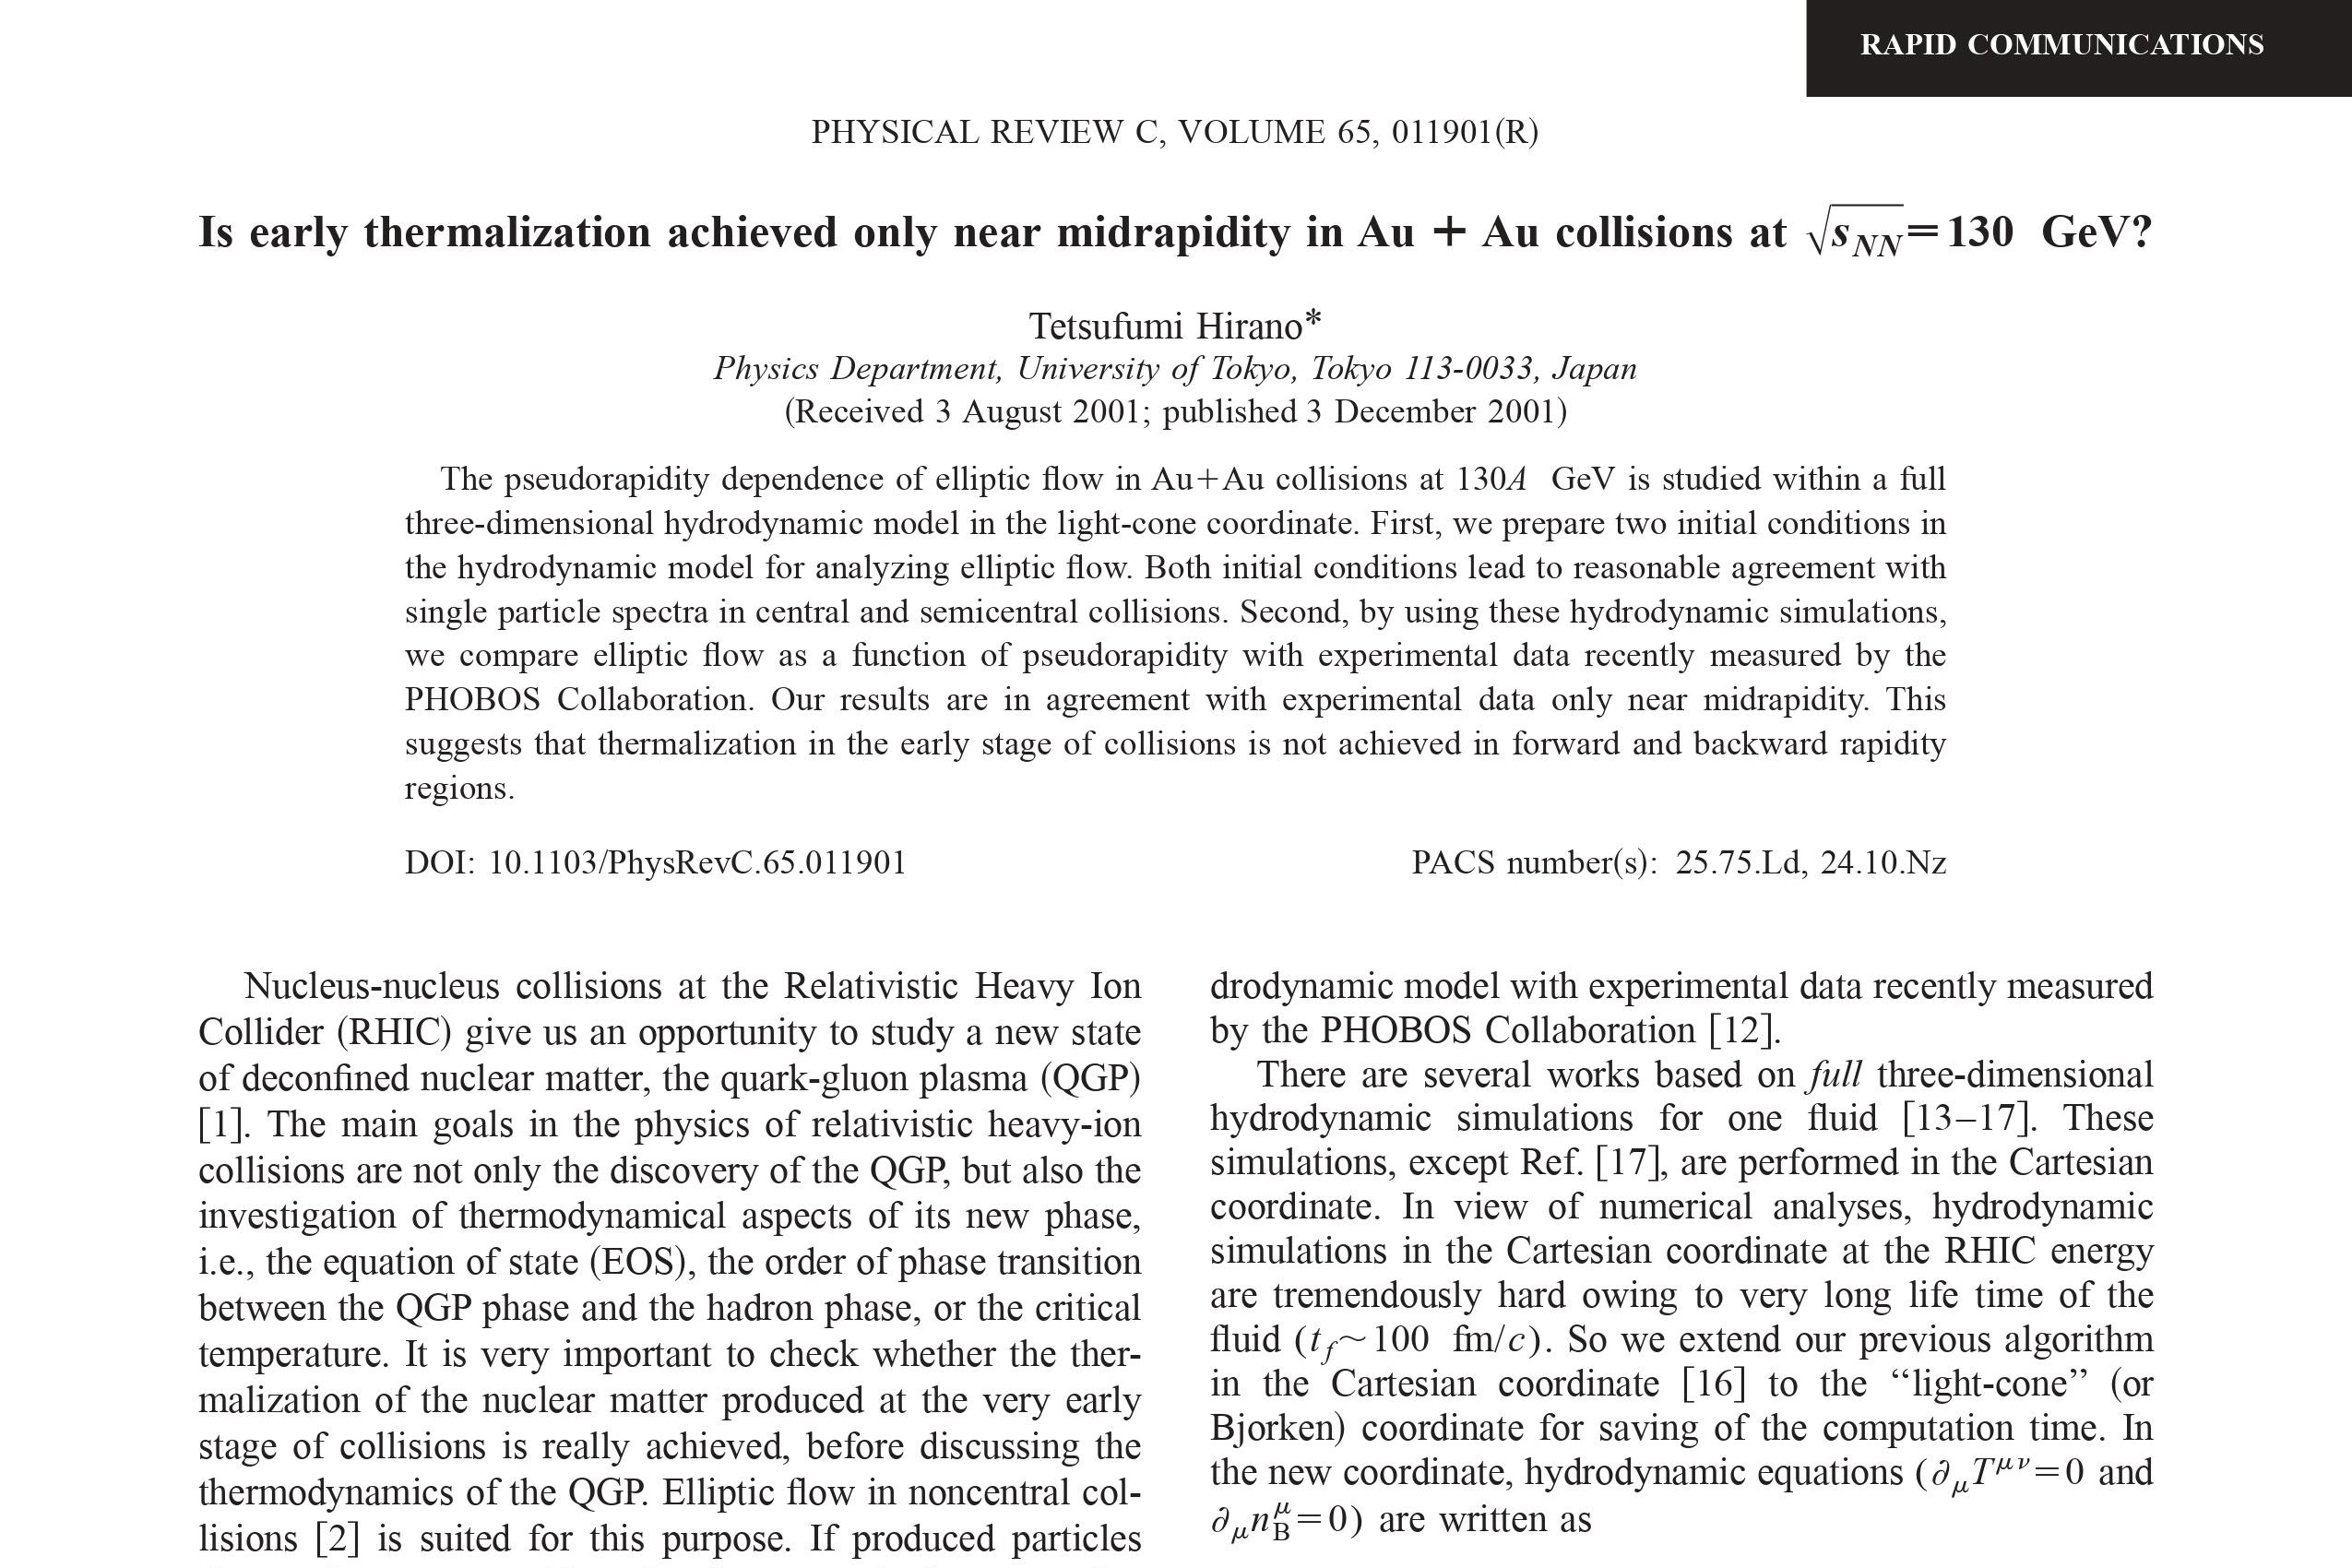 RAPID COMMUNICATIONS
PHYSICAL REVIEW C, VOLUME 65, 011901(R)
Is early thermalization achieved only near midrapidity in Au + Au collisions at √s_NN=130 GeV?
Tetsufumi Hirano*
Physics Department, University of Tokyo, Tokyo 113-0033, Japan
(Received 3 August 2001; published 3 December 2001)
The pseudorapidity dependence of elliptic flow in Au+Au collisions at 130A GeV is studied within a full
three-dimensional hydrodynamic model in the light-cone coordinate. First, we prepare two initial conditions in
the hydrodynamic model for analyzing elliptic flow. Both initial conditions lead to reasonable agreement with
single particle spectra in central and semicentral collisions. Second, by using these hydrodynamic simulations,
we compare elliptic flow as a function of pseudorapidity with experimental data recently measured by the
PHOBOS Collaboration. Our results are in agreement with experimental data only near midrapidity. This
suggests that thermalization in the early stage of collisions is not achieved in forward and backward rapidity
regions.
DOI: 10.1103/PhysRevC.65.011901
PACS number(s): 25.75.Ld, 24.10.Nz
Nucleus-nucleus collisions at the Relativistic Heavy Ion
Collider (RHIC) give us an opportunity to study a new state
of deconfined nuclear matter, the quark-gluon plasma (QGP)
[1]. The main goals in the physics of relativistic heavy-ion
collisions are not only the discovery of the QGP, but also the
investigation of thermodynamical aspects of its new phase,
i.e., the equation of state (EOS), the order of phase transition
between the QGP phase and the hadron phase, or the critical
temperature. It is very important to check whether the ther-
malization of the nuclear matter produced at the very early
stage of collisions is really achieved, before discussing the
thermodynamics of the QGP. Elliptic flow in noncentral col-
lisions [2] is suited for this purpose. If produced particles
drodynamic model with experimental data recently measured
by the PHOBOS Collaboration [12].
There are several works based on full three-dimensional
hydrodynamic simulations for one fluid [13–17]. These
simulations, except Ref. [17], are performed in the Cartesian
coordinate. In view of numerical analyses, hydrodynamic
simulations in the Cartesian coordinate at the RHIC energy
are tremendously hard owing to very long life time of the
fluid (t_f~100 fm/c). So we extend our previous algorithm
in the Cartesian coordinate [16] to the ‘‘light-cone’’ (or
Bjorken) coordinate for saving of the computation time. In
the new coordinate, hydrodynamic equations (∂_μT^μν=0 and
∂_μn_B^μ=0) are written as